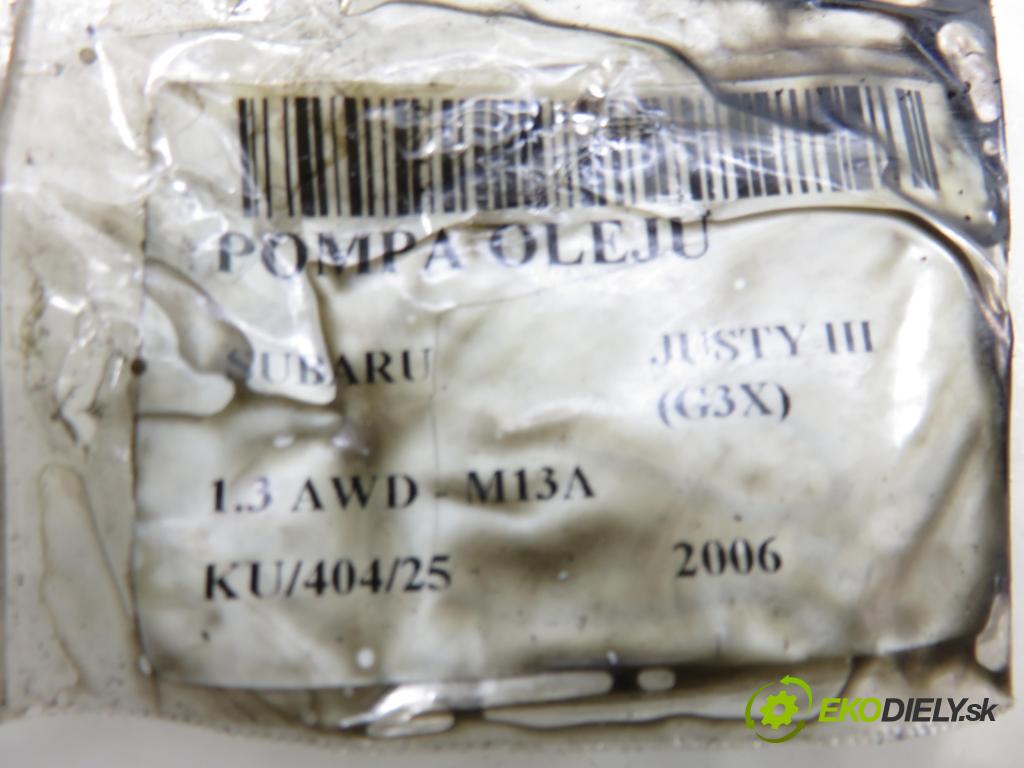 POMPA OLEJU
SUBARU JUSTY III
(G3X)
1.3 AWD - M13A
KU/404/25 2006
EKODIELY.sk